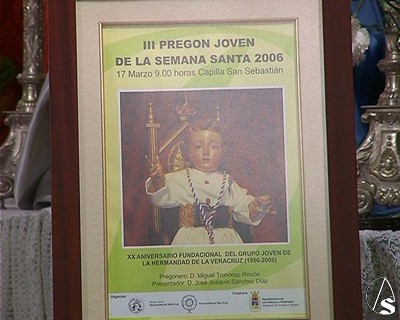 III PREGON JOVEN
DE LA SEMANA SANTA 2006
17 Marzo 9.00 horas Capilla San Sebastián
XX ANIVERSARIO FUNDACIONAL DEL GRUPO JOVEN DE
LA HERMANDAD DE LA VERACRUZ (1986-2006)
Pregonero: D. Miguel Troncoso Rincón
Presentador: D. José Joaquín Sánchez Díaz
Organiza:
Colabora: